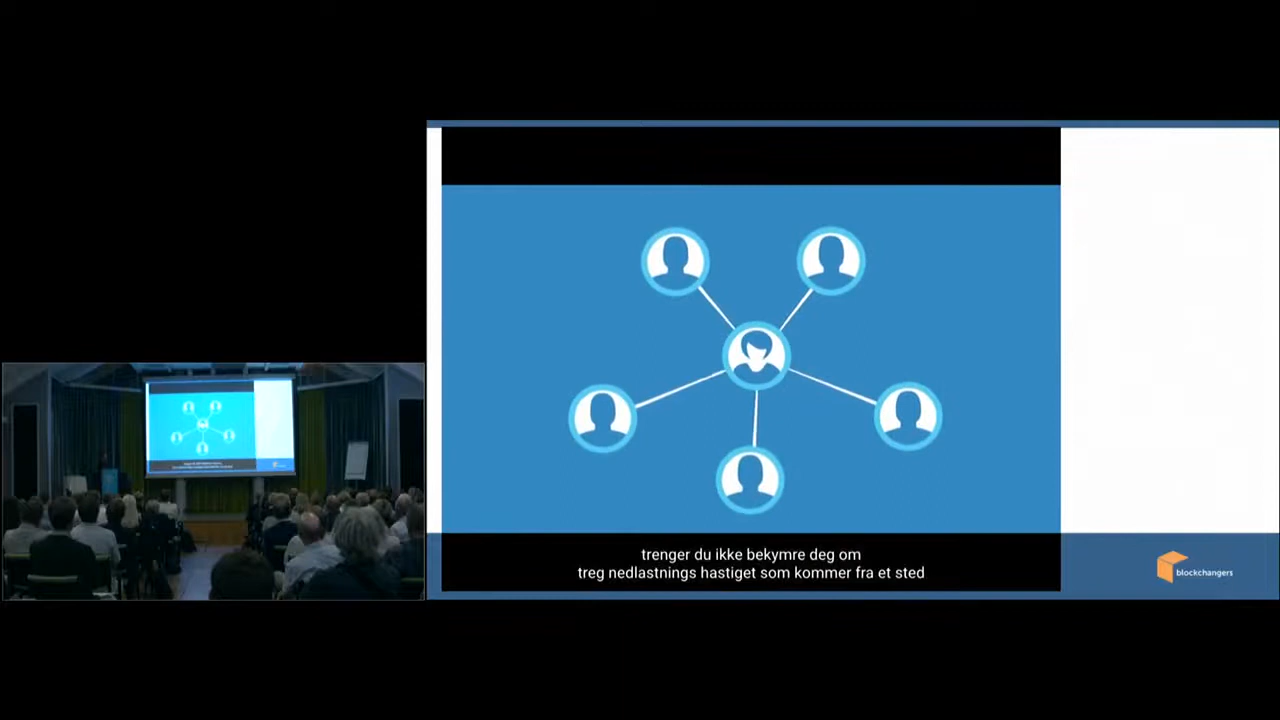 trenger du ikke bekymre deg om
treg nedlastnings hastiget som kommer fra et sted
blockchangers